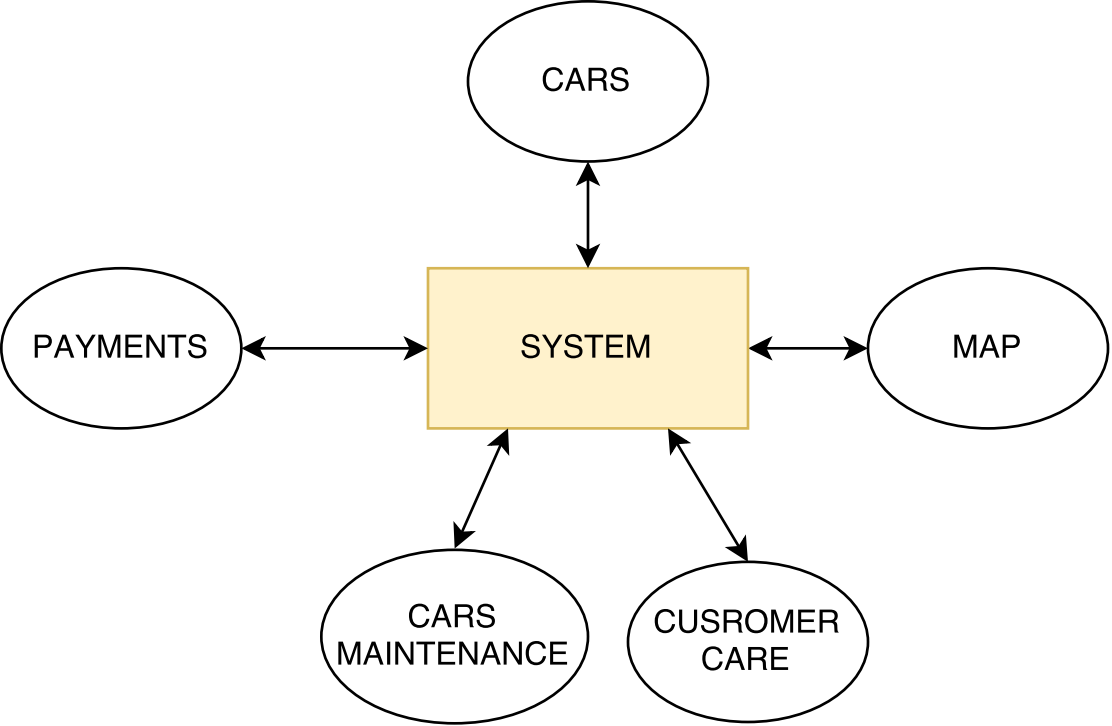 CARS
PAYMENTS
SYSTEM
MAP
CARS
MAINTENANCE
CUSROMER
CARE